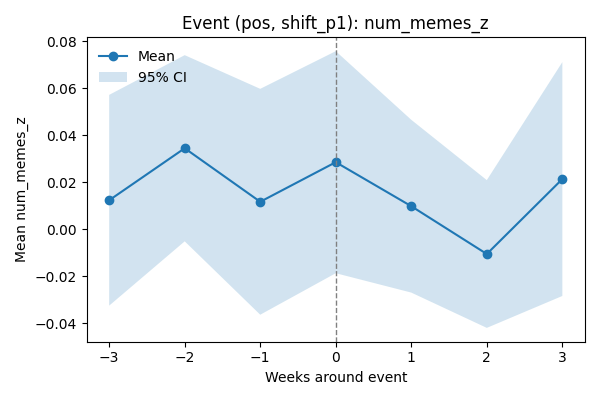 Event (pos, shift_p1): num_memes_z
Mean
95% CI
Mean num_memes_z
0.08
0.06
0.04
0.02
0.00
−0.02
−0.04
−3
−2
−1
0
1
2
3
Weeks around event